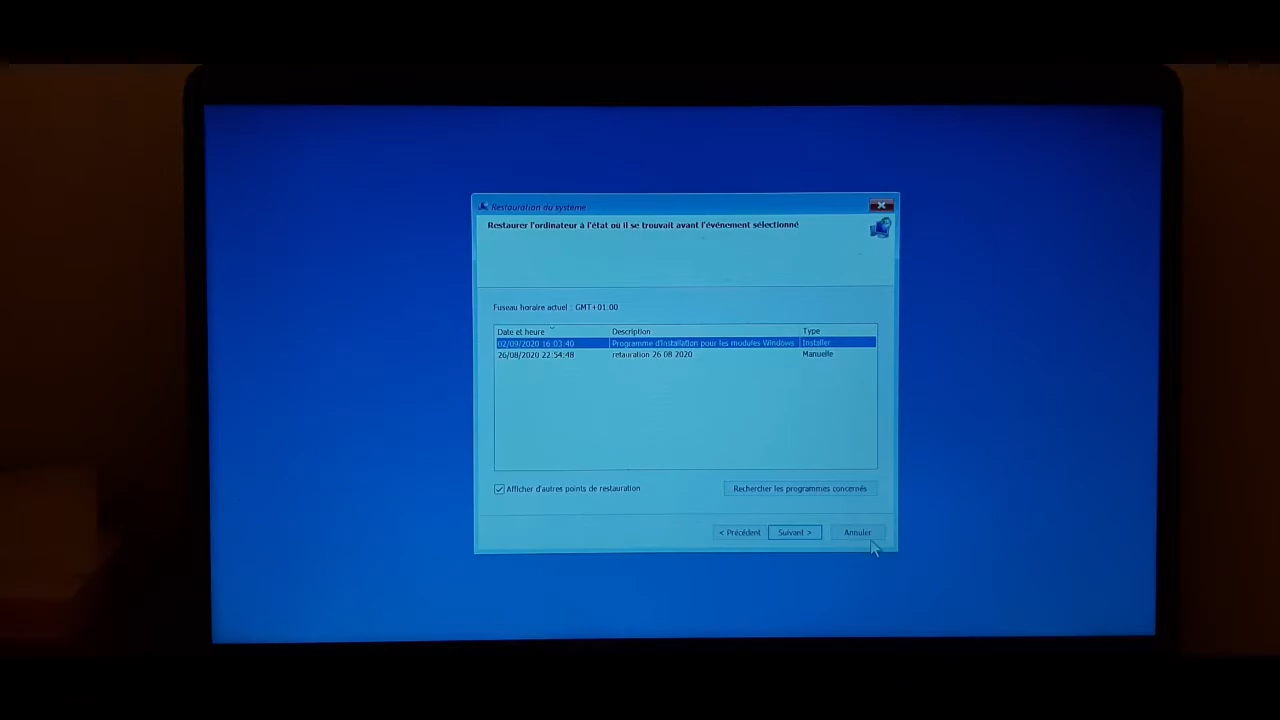 Restauration du système
Restaurer l'ordinateur à l'état où il se trouvait avant l'événement sélectionné
Fuseau horaire actuel : GMT+01:00
Date et heure Description Type
02/09/2020 16:03:40 Programme d'installation pour les modules Windows Installer
26/08/2020 22:54:48 retauration 26 08 2020 Manuelle
Afficher d'autres points de restauration Rechercher les programmes concernés
< Précédent Suivant > Annuler